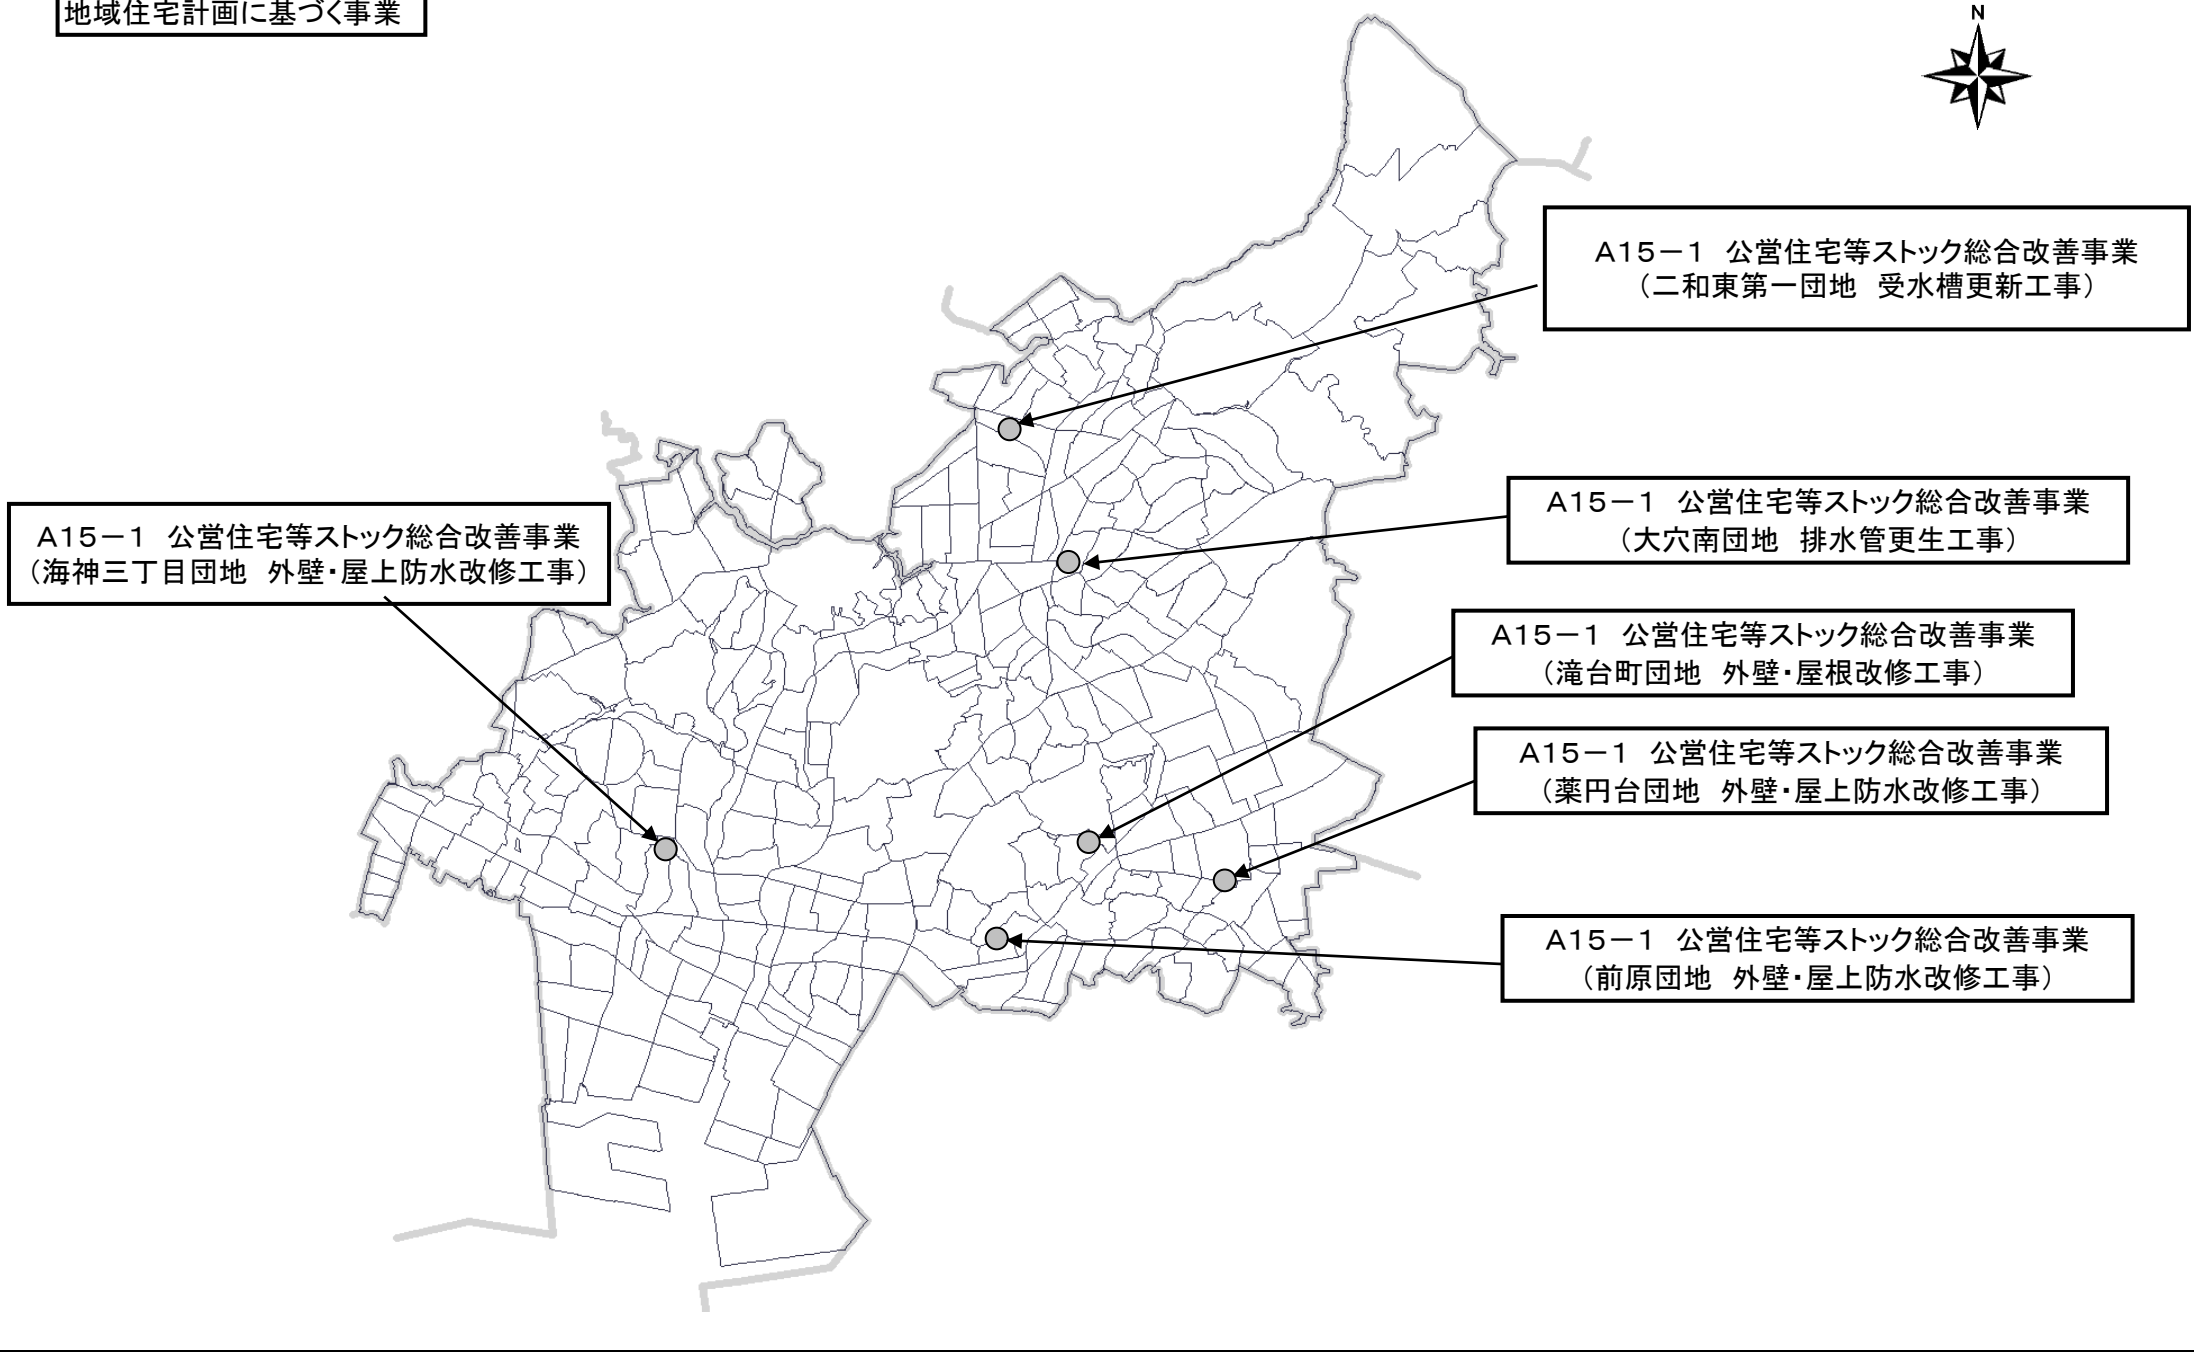 地域住宅計画に基づく事業
N
A15－1　公営住宅等ストック総合改善事業
（二和東第一団地　受水槽更新工事）
A15－1　公営住宅等ストック総合改善事業
（大穴南団地　排水管更生工事）
A15－1　公営住宅等ストック総合改善事業
（海神三丁目団地　外壁・屋上防水改修工事）
A15－1　公営住宅等ストック総合改善事業
（滝台町団地　外壁・屋根改修工事）
A15－1　公営住宅等ストック総合改善事業
（薬円台団地　外壁・屋上防水改修工事）
A15－1　公営住宅等ストック総合改善事業
（前原団地　外壁・屋上防水改修工事）